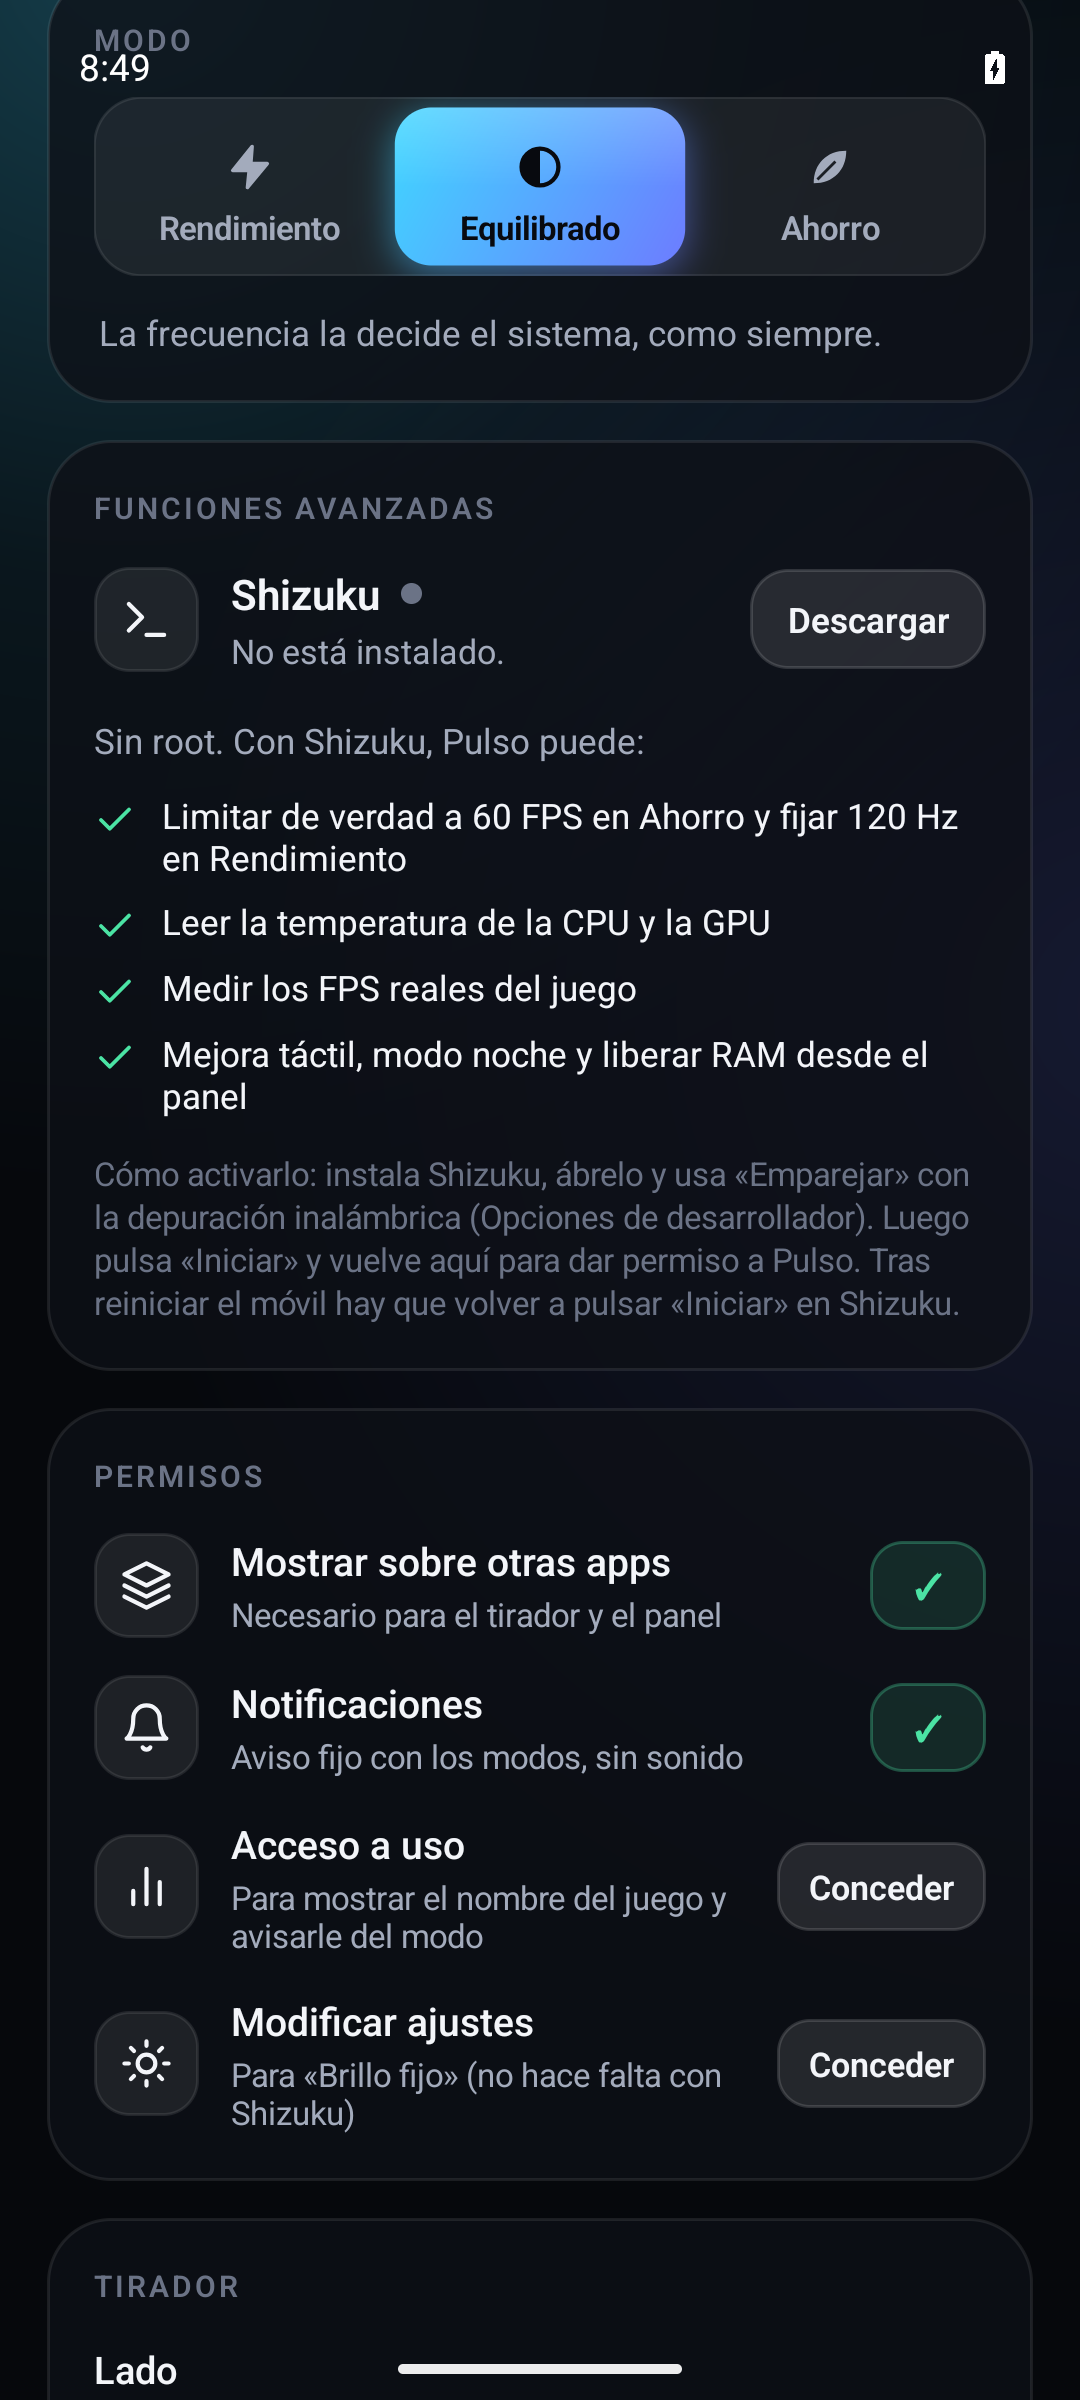 MODO
8:49
Rendimiento
Equilibrado
Ahorro
La frecuencia la decide el sistema, como siempre.
FUNCIONES AVANZADAS
Shizuku
No está instalado.
Descargar
Sin root. Con Shizuku, Pulso puede:
Limitar de verdad a 60 FPS en Ahorro y fijar 120 Hz
en Rendimiento
Leer la temperatura de la CPU y la GPU
Medir los FPS reales del juego
Mejora táctil, modo noche y liberar RAM desde el
panel
Cómo activarlo: instala Shizuku, ábrelo y usa «Emparejar» con
la depuración inalámbrica (Opciones de desarrollador). Luego
pulsa «Iniciar» y vuelve aquí para dar permiso a Pulso. Tras
reiniciar el móvil hay que volver a pulsar «Iniciar» en Shizuku.
PERMISOS
Mostrar sobre otras apps
Necesario para el tirador y el panel
Notificaciones
Aviso fijo con los modos, sin sonido
Acceso a uso
Para mostrar el nombre del juego y
avisarle del modo
Conceder
Modificar ajustes
Para «Brillo fijo» (no hace falta con
Shizuku)
Conceder
TIRADOR
Lado